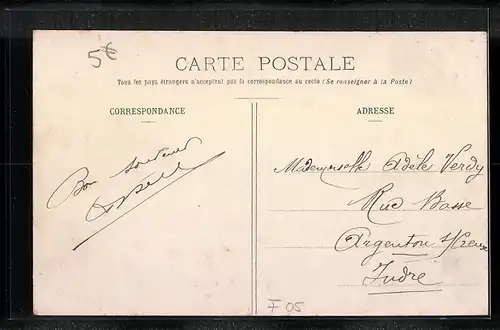 5€
CARTE POSTALE
Tous les pays étrangers n'acceptent pas la correspondance au recto (Se renseigner à la Poste)
CORRESPONDANCE
ADRESSE
Bon souvenir
Mademoiselle Adèle Verdy
Rue Basse
Argenton s/Creuse
Indre
F 05